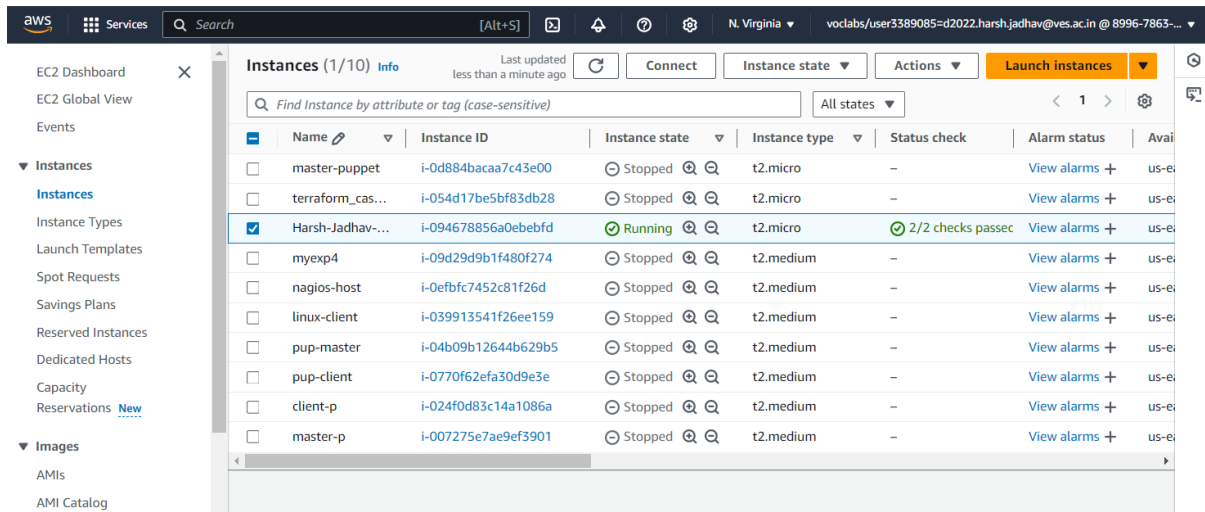 aws Services Search [Alt+S] N. Virginia voclabs/user3389085=d2022.harsh.jadhav@ves.ac.in @ 8996-7863-...
EC2 Dashboard
EC2 Global View
Events
Instances
Instances
Instance Types
Launch Templates
Spot Requests
Savings Plans
Reserved Instances
Dedicated Hosts
Capacity
Reservations New
Images
AMIs
AMI Catalog
Instances (1/10) Info Last updated
less than a minute ago Connect Instance state Actions Launch instances
Find Instance by attribute or tag (case-sensitive) All states 1
Name Instance ID Instance state Instance type Status check Alarm status Avai
master-puppet i-0d884bacaa7c43e00 Stopped t2.micro – View alarms + us-ea
terraform_cas... i-054d17be5bf83db28 Stopped t2.micro – View alarms + us-ea
Harsh-Jadhav-... i-094678856a0ebebfd Running t2.micro 2/2 checks passed View alarms + us-ea
myexp4 i-09d29d9b1f480f274 Stopped t2.medium – View alarms + us-ea
nagios-host i-0efbfc7452c81f26d Stopped t2.medium – View alarms + us-ea
linux-client i-039913541f26ee159 Stopped t2.medium – View alarms + us-ea
pup-master i-04b09b12644b629b5 Stopped t2.medium – View alarms + us-ea
pup-client i-0770f62efa30d9e3e Stopped t2.medium – View alarms + us-ea
client-p i-024f0d83c14a1086a Stopped t2.medium – View alarms + us-ea
master-p i-007275e7ae9ef3901 Stopped t2.medium – View alarms + us-ea